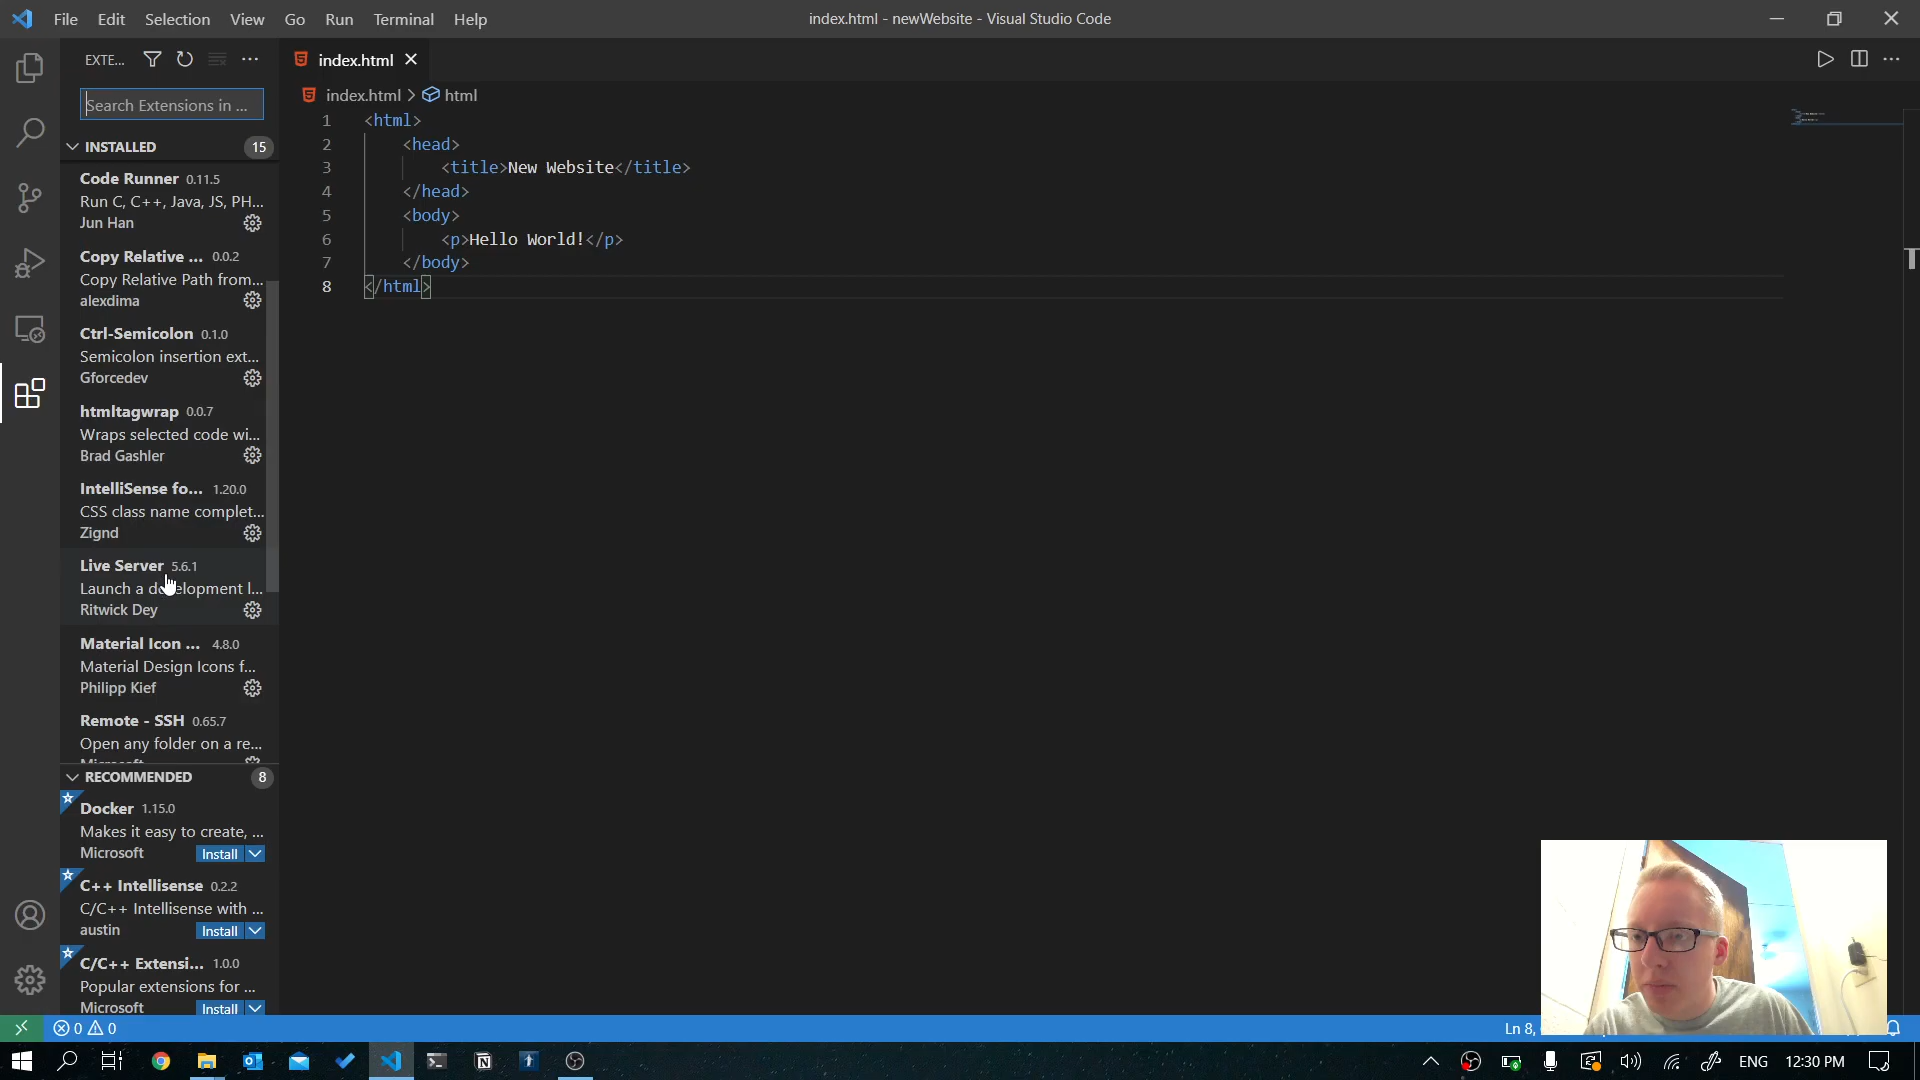 File Edit Selection View Go Run Terminal Help
index.html - newWebsite - Visual Studio Code
EXTE...
Search Extensions in ...
INSTALLED 15
Code Runner 0.11.5
Run C, C++, Java, JS, PH...
Jun Han
Copy Relative ... 0.0.2
Copy Relative Path from...
alexdima
Ctrl-Semicolon 0.1.0
Semicolon insertion ext...
Gforcedev
htmltagwrap 0.0.7
Wraps selected code wi...
Brad Gashler
IntelliSense fo... 1.20.0
CSS class name complet...
Zignd
Live Server 5.6.1
Launch a development l...
Ritwick Dey
Material Icon ... 4.8.0
Material Design Icons f...
Philipp Kief
Remote - SSH 0.65.7
Open any folder on a re...
Microsoft
RECOMMENDED 8
Docker 1.15.0
Makes it easy to create, ...
Microsoft Install
C++ Intellisense 0.2.2
C/C++ Intellisense with ...
austin Install
C/C++ Extensi... 1.0.0
Popular extensions for ...
Microsoft Install
index.html
index.html > html
1 <html>
2 <head>
3 <title>New Website</title>
4 </head>
5 <body>
6 <p>Hello World!</p>
7 </body>
8 </html>
0 0
Ln 8,
ENG 12:30 PM